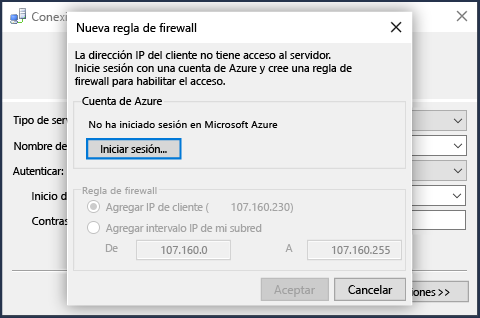 Conexi
Nueva regla de firewall
La dirección IP del cliente no tiene acceso al servidor.
Inicie sesión con una cuenta de Azure y cree una regla de
firewall para habilitar el acceso.
Cuenta de Azure
No ha iniciado sesión en Microsoft Azure
Iniciar sesión...
Tipo de serv
Nombre de
Autenticar:
Inicio d
Contras
Regla de firewall
Agregar IP de cliente ( 107.160.230)
Agregar intervalo IP de mi subred
De 107.160.0 A 107.160.255
Aceptar Cancelar
iones >>